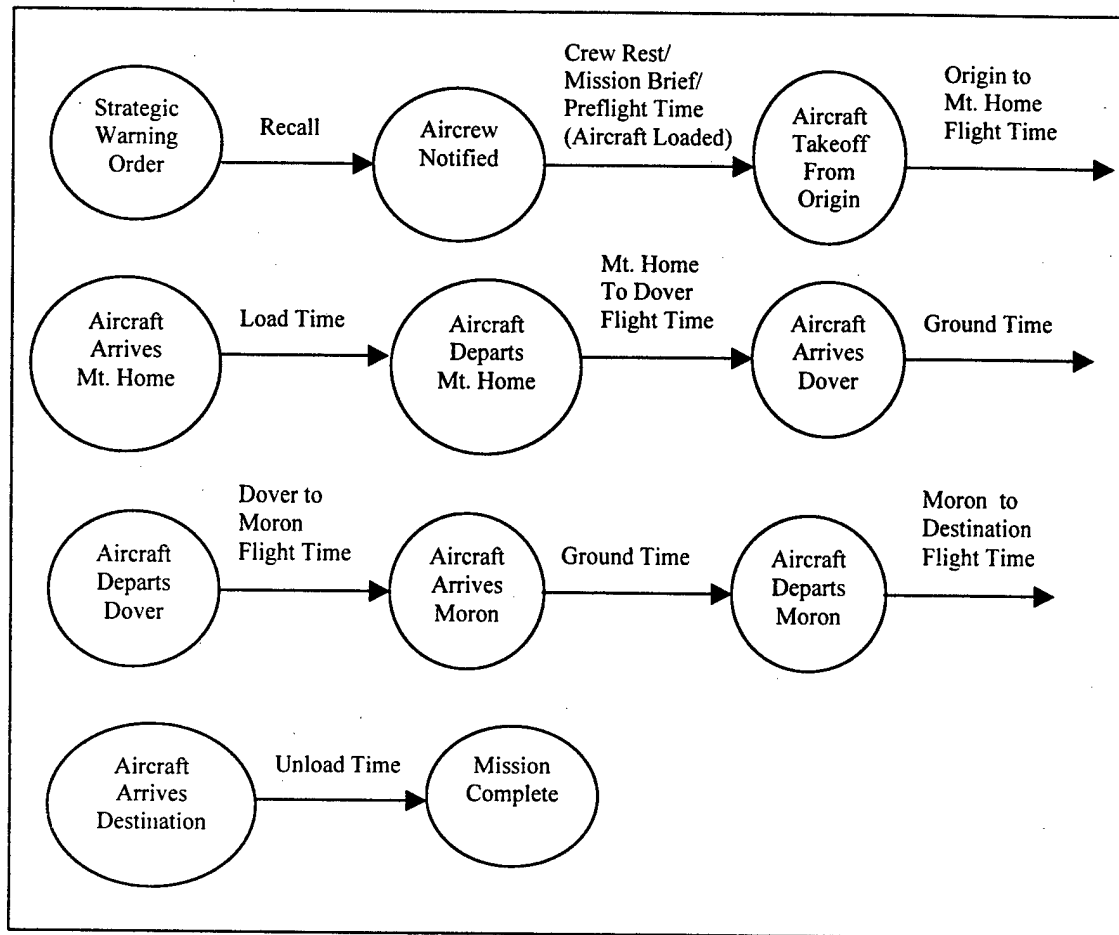 Strategic
Warning
Order
Recall
Aircrew
Notified
Crew Rest/
Mission Brief/
Preflight Time
(Aircraft Loaded)
Aircraft
Takeoff
From
Origin
Origin to
Mt. Home
Flight Time
Aircraft
Arrives
Mt. Home
Load Time
Aircraft
Departs
Mt. Home
Mt. Home
To Dover
Flight Time
Aircraft
Arrives
Dover
Ground Time
Aircraft
Departs
Dover
Dover to
Moron
Flight Time
Aircraft
Arrives
Moron
Ground Time
Aircraft
Departs
Moron
Moron to
Destination
Flight Time
Aircraft
Arrives
Destination
Unload Time
Mission
Complete